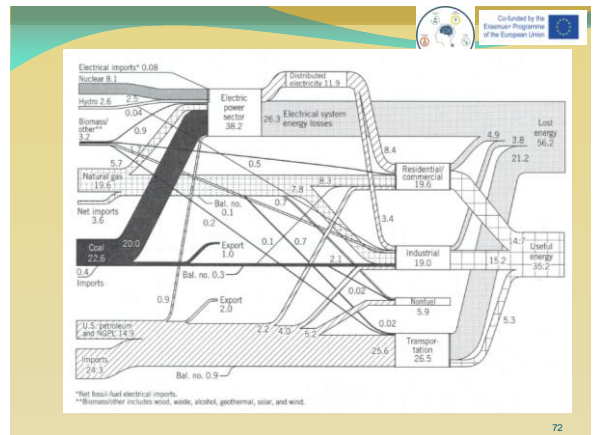 Co-funded by the
Erasmus+ Programme
of the European Union
Electrical imports* 0.08
Nuclear 8.1
Hydro 2.6
2.5
0.04
Biomass/
other**
3.2
0.9
5.7
Natural gas
19.6
Net imports
3.6
Coal
22.6
20.0
0.4
Imports
Electric
power
sector
38.2
Distributed
electricity 11.9
26.3
Electrical system
energy losses
8.4
0.5
8.3
7.8
0.7
Bal. no.
0.1
0.2
0.1
0.7
3.4
2.1
Export
1.0
Bal. no. 0.3
0.9
Export
2.0
U.S. petroleum
and NGPL 14.9
Imports
24.3
Bal. no. 0.9
2.2
4.0
5.2
0.02
0.02
25.6
Residential/
commercial
19.6
Industrial
19.0
Nonfuel
5.9
Transpor-
tation
26.5
4.9
3.8
21.2
Lost
energy
56.2
14.7
15.2
5.3
Useful
energy
35.2
*Net fossil-fuel electrical imports.
**Biomass/other includes wood, waste, alcohol, geothermal, solar, and wind.
72